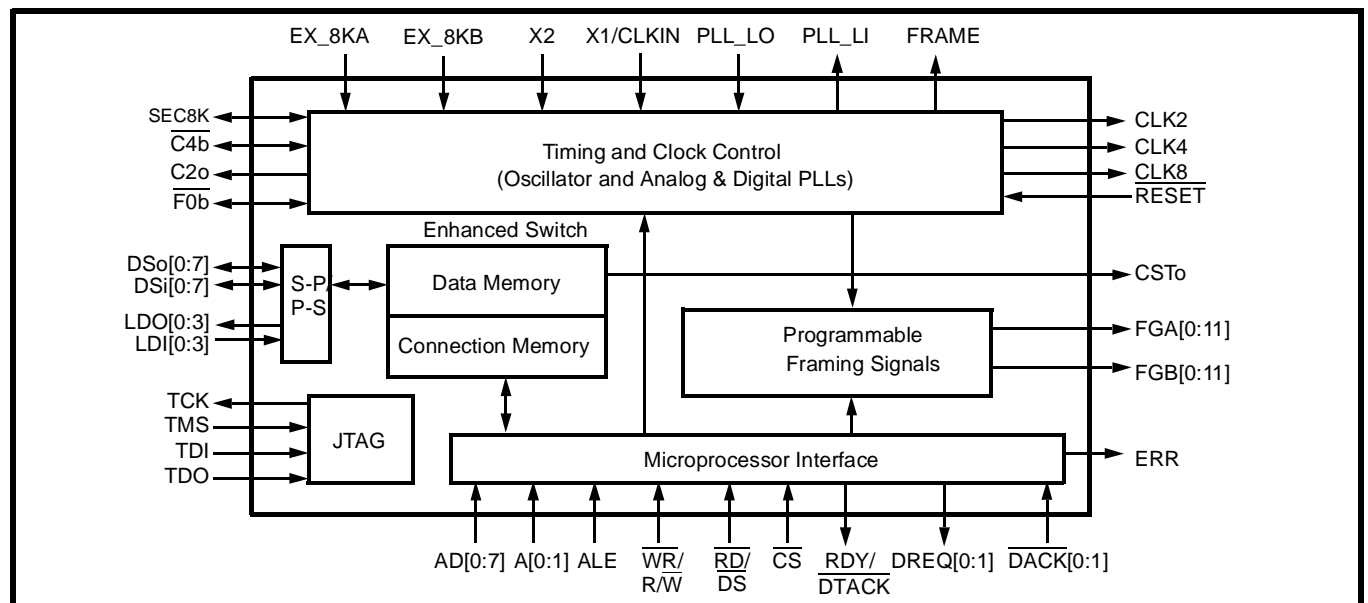 EX_8KA EX_8KB X2 X1/CLKIN PLL_LO PLL_LI FRAME
SEC8K
C4b
C2o
F0b
Timing and Clock Control
(Oscillator and Analog & Digital PLLs)
CLK2
CLK4
CLK8
RESET
Enhanced Switch
DSo[0:7]
DSi[0:7]
LDO[0:3]
LDI[0:3]
S-P/
P-S
Data Memory
Connection Memory
CSTo
Programmable
Framing Signals
FGA[0:11]
FGB[0:11]
TCK
TMS
TDI
TDO
JTAG
Microprocessor Interface
ERR
AD[0:7] A[0:1] ALE WR/ RD/ CS RDY/ DREQ[0:1] DACK[0:1]
R/W DS DTACK